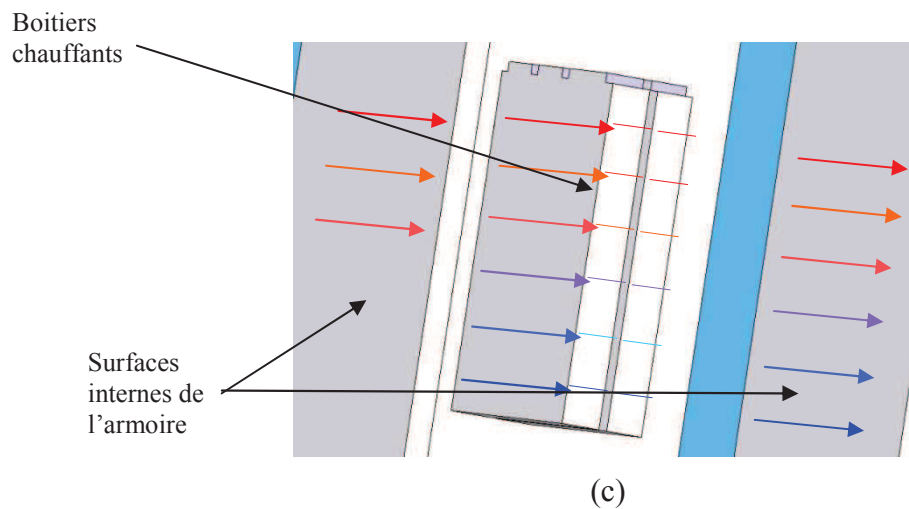 Boitiers
chauffants
Surfaces
internes de
l’armoire
(c)